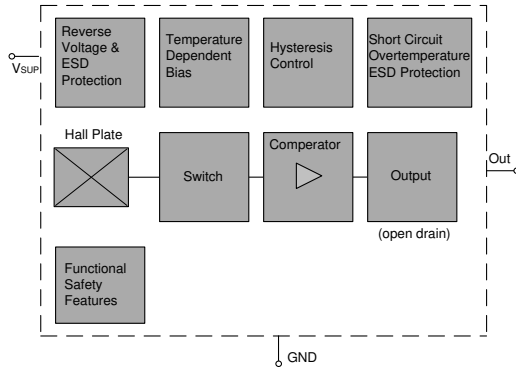 Reverse
Voltage &
ESD
Protection
Temperature
Dependent
Bias
Hysteresis
Control
Short Circuit
Overtemperature
ESD Protection
VSUP
Hall Plate
Switch
Comperator
Output
Out
(open drain)
Functional
Safety
Features
GND